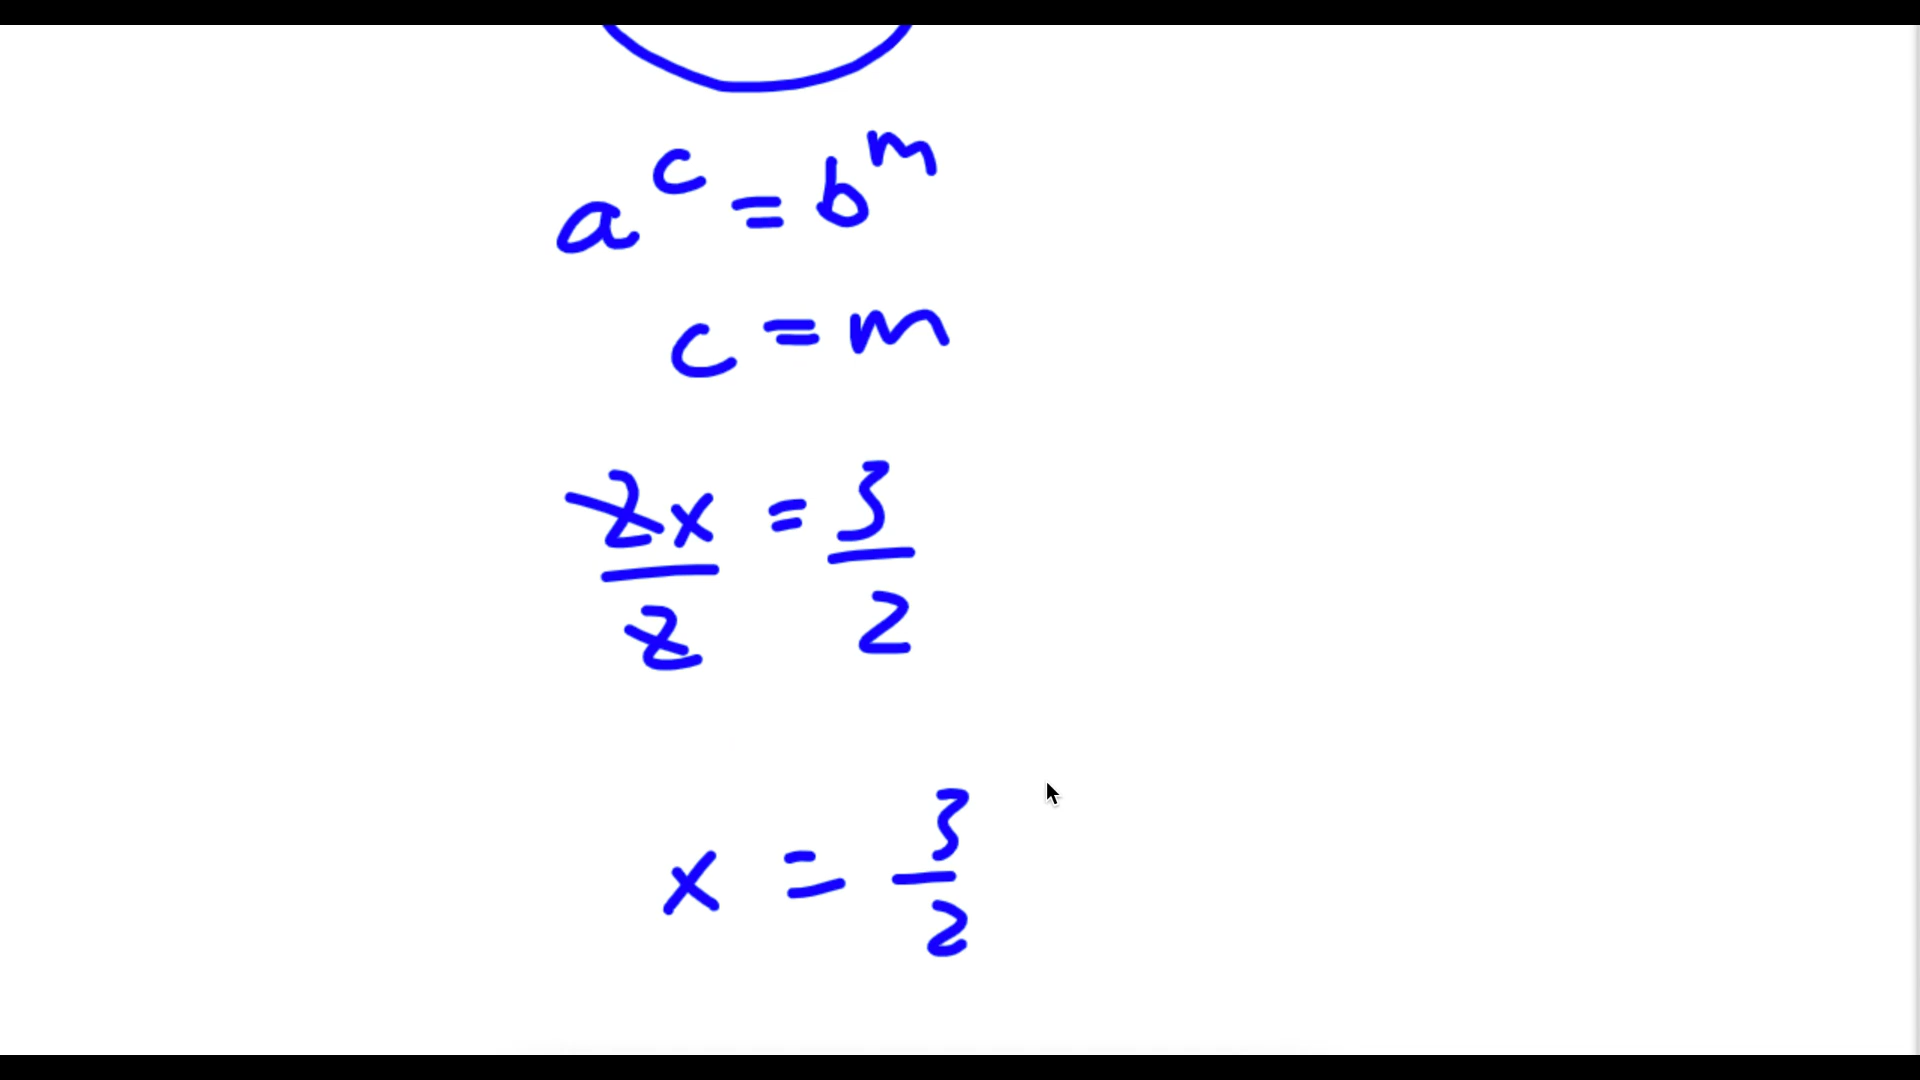 a^c = b^m
c = m
2x/2 = 3/2
x = 3/2